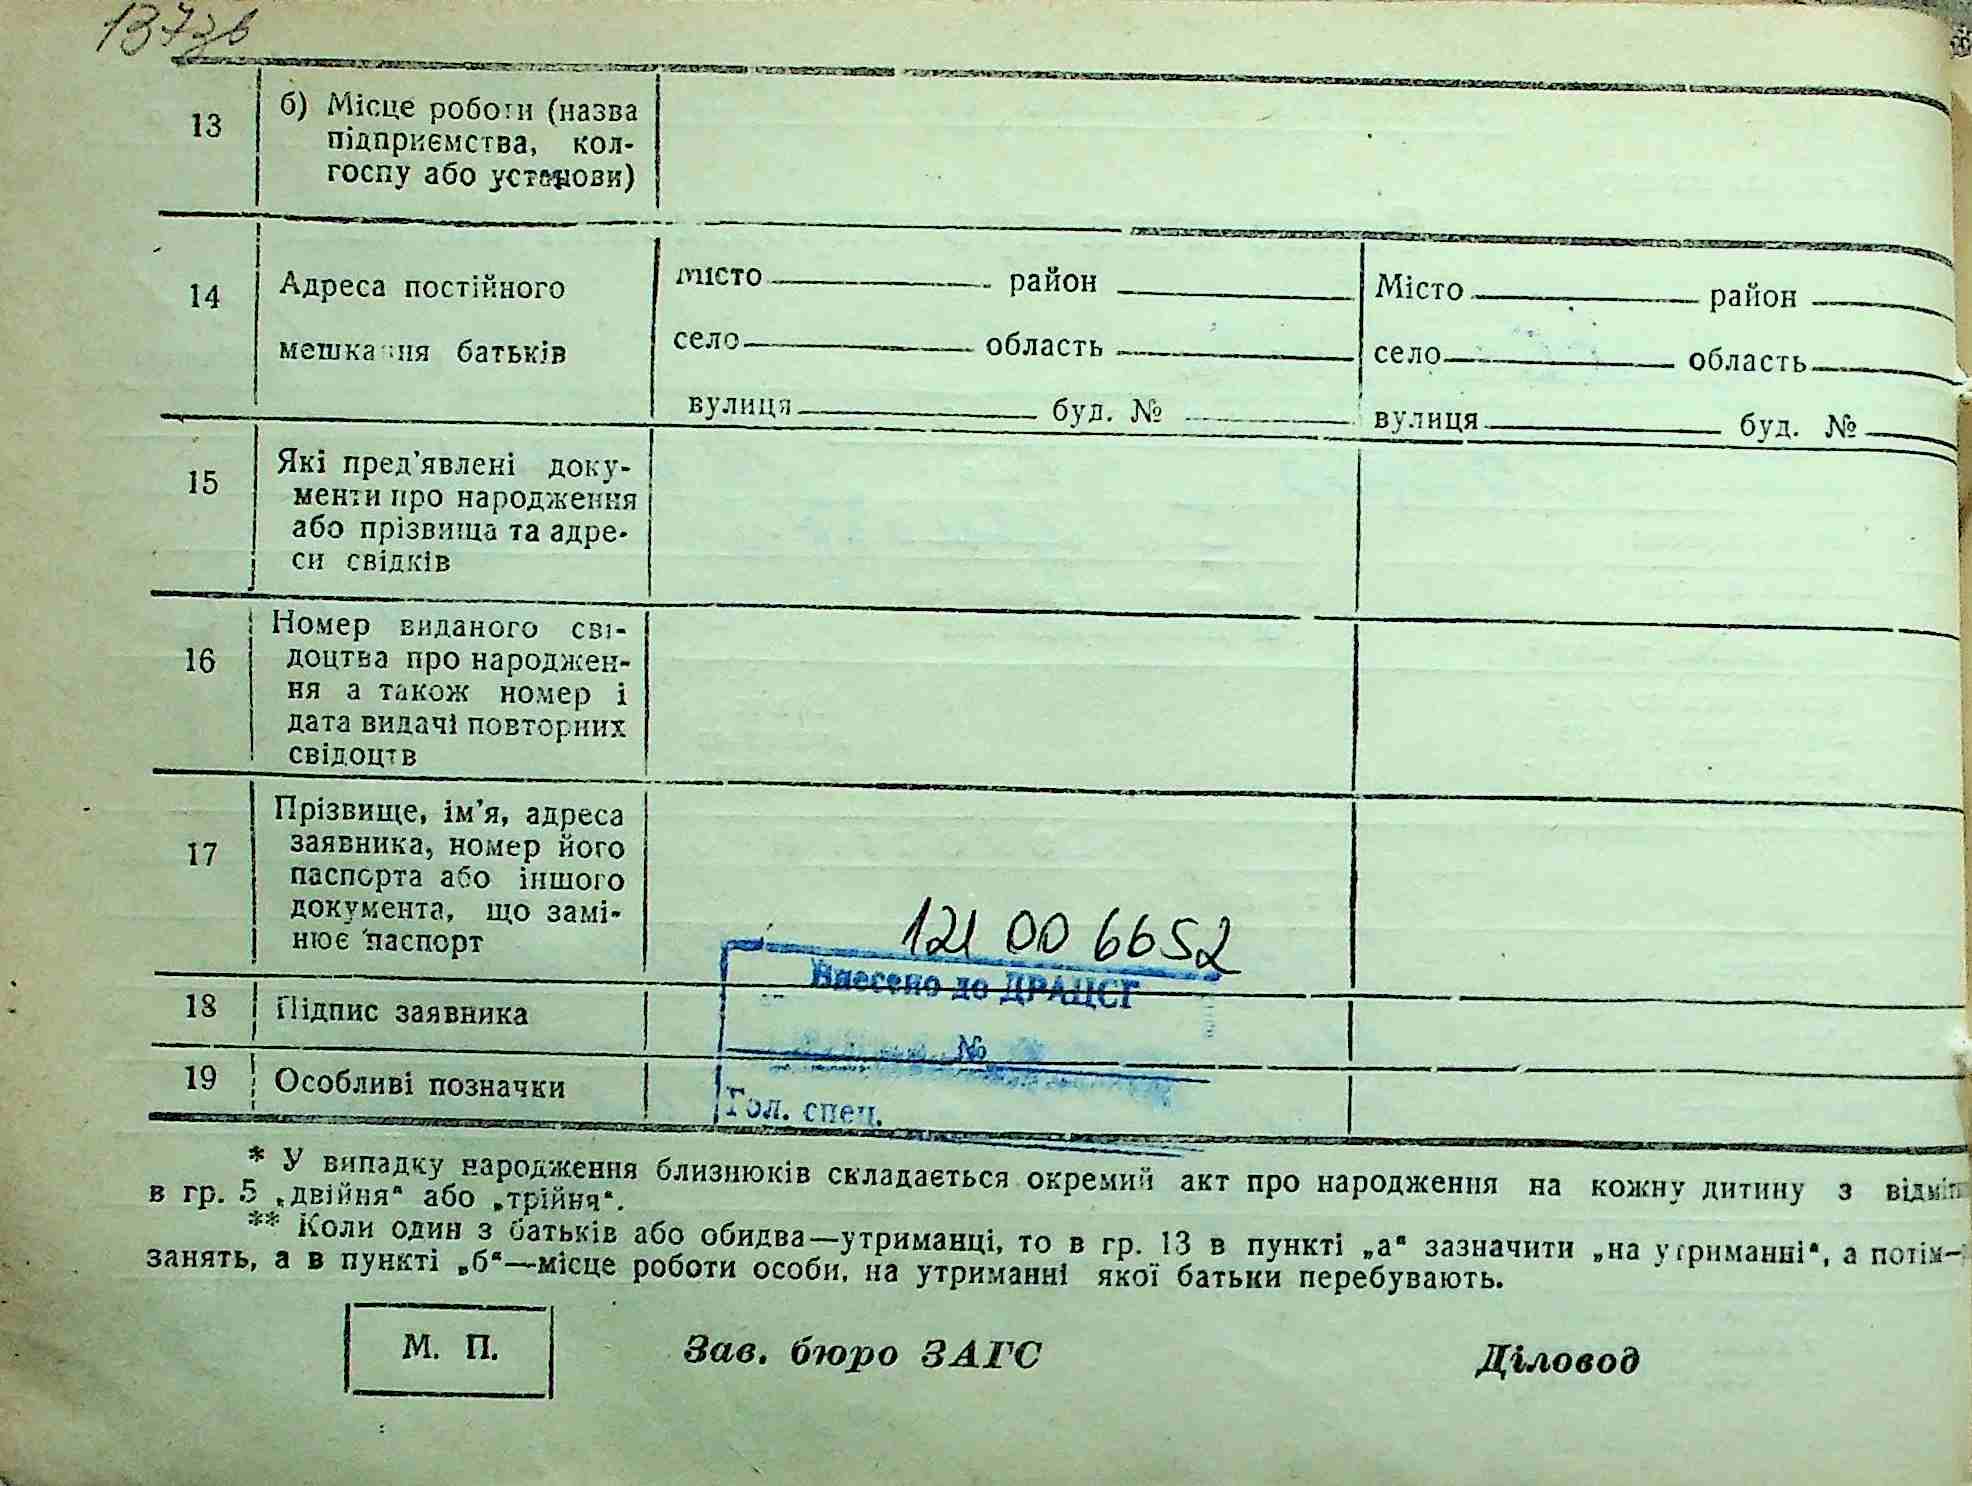 137зв
13
б) Місце роботи (назва
підприємства, кол-
госпу або установи)
14
Адреса постійного
мешкання батьків
Місто район
село область
вулиця буд. №
Місто район
село область
вулиця буд. №
15
Які пред'явлені доку-
менти про народження
або прізвища та адре-
си свідків
16
Номер виданого сві-
доцтва про народжен-
ня а також номер і
дата видачі повторних
свідоцтв
17
Прізвище, ім'я, адреса
заявника, номер його
паспорта або іншого
документа, що замі-
нює паспорт
121 00 6652
Внесено до ДРАЦСГ
№
Гол. спец.
18
Підпис заявника
19
Особливі позначки
* У випадку народження близнюків складається окремий акт про народження на кожну дитину з відміт
в гр. 5 „двійня“ або „трійня“.
** Коли один з батьків або обидва—утриманці, то в гр. 13 в пункті „а“ зазначити „на утриманні“, а потім—
занять, а в пункті „б“—місце роботи особи, на утриманні якої батьки перебувають.
М. П.
Зав. бюро ЗАГС
Діловод